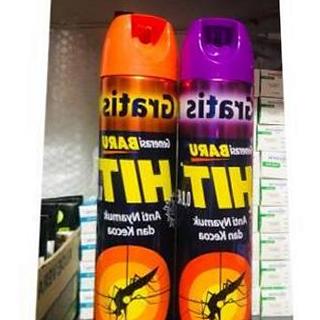 Gratis
Generasi BARU
HIT
Anti Nyamuk
dan Kecoa
Gratis
Generasi BARU
HIT
Anti Nyamuk
dan Kecoa